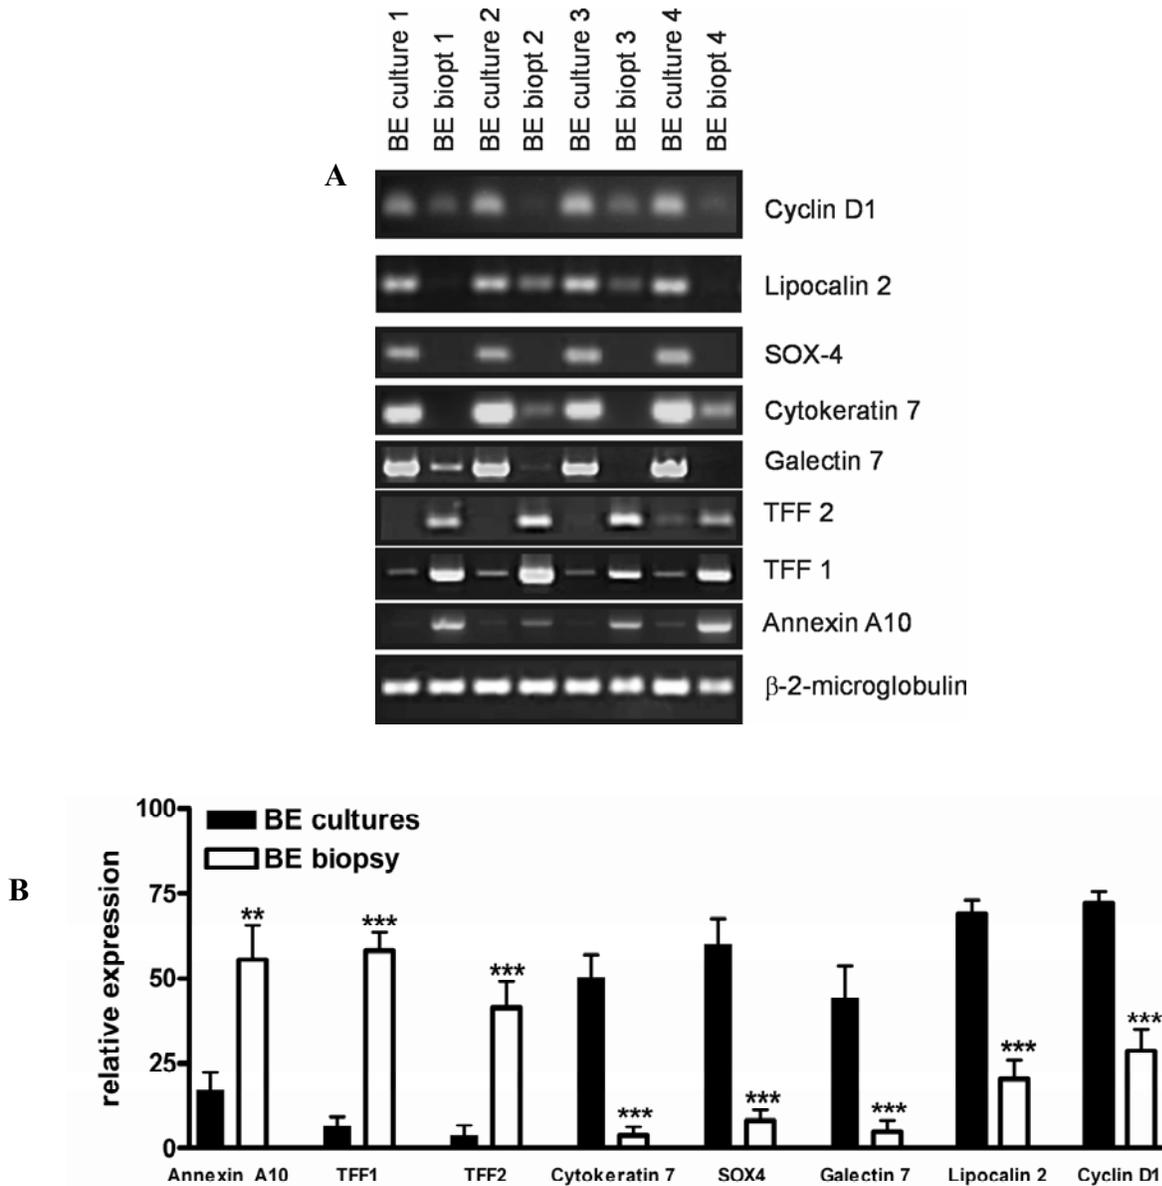 BE culture 1
BE biopt 1
BE culture 2
BE biopt 2
BE culture 3
BE biopt 3
BE culture 4
BE biopt 4
A
Cyclin D1
Lipocalin 2
SOX-4
Cytokeratin 7
Galectin 7
TFF 2
TFF 1
Annexin A10
β-2-microglobulin
B
relative expression
100
75
50
25
0
BE cultures
BE biopsy
** *** *** *** *** *** *** ***
Annexin A10 TFF1 TFF2 Cytokeratin 7 SOX4 Galectin 7 Lipocalin 2 Cyclin D1